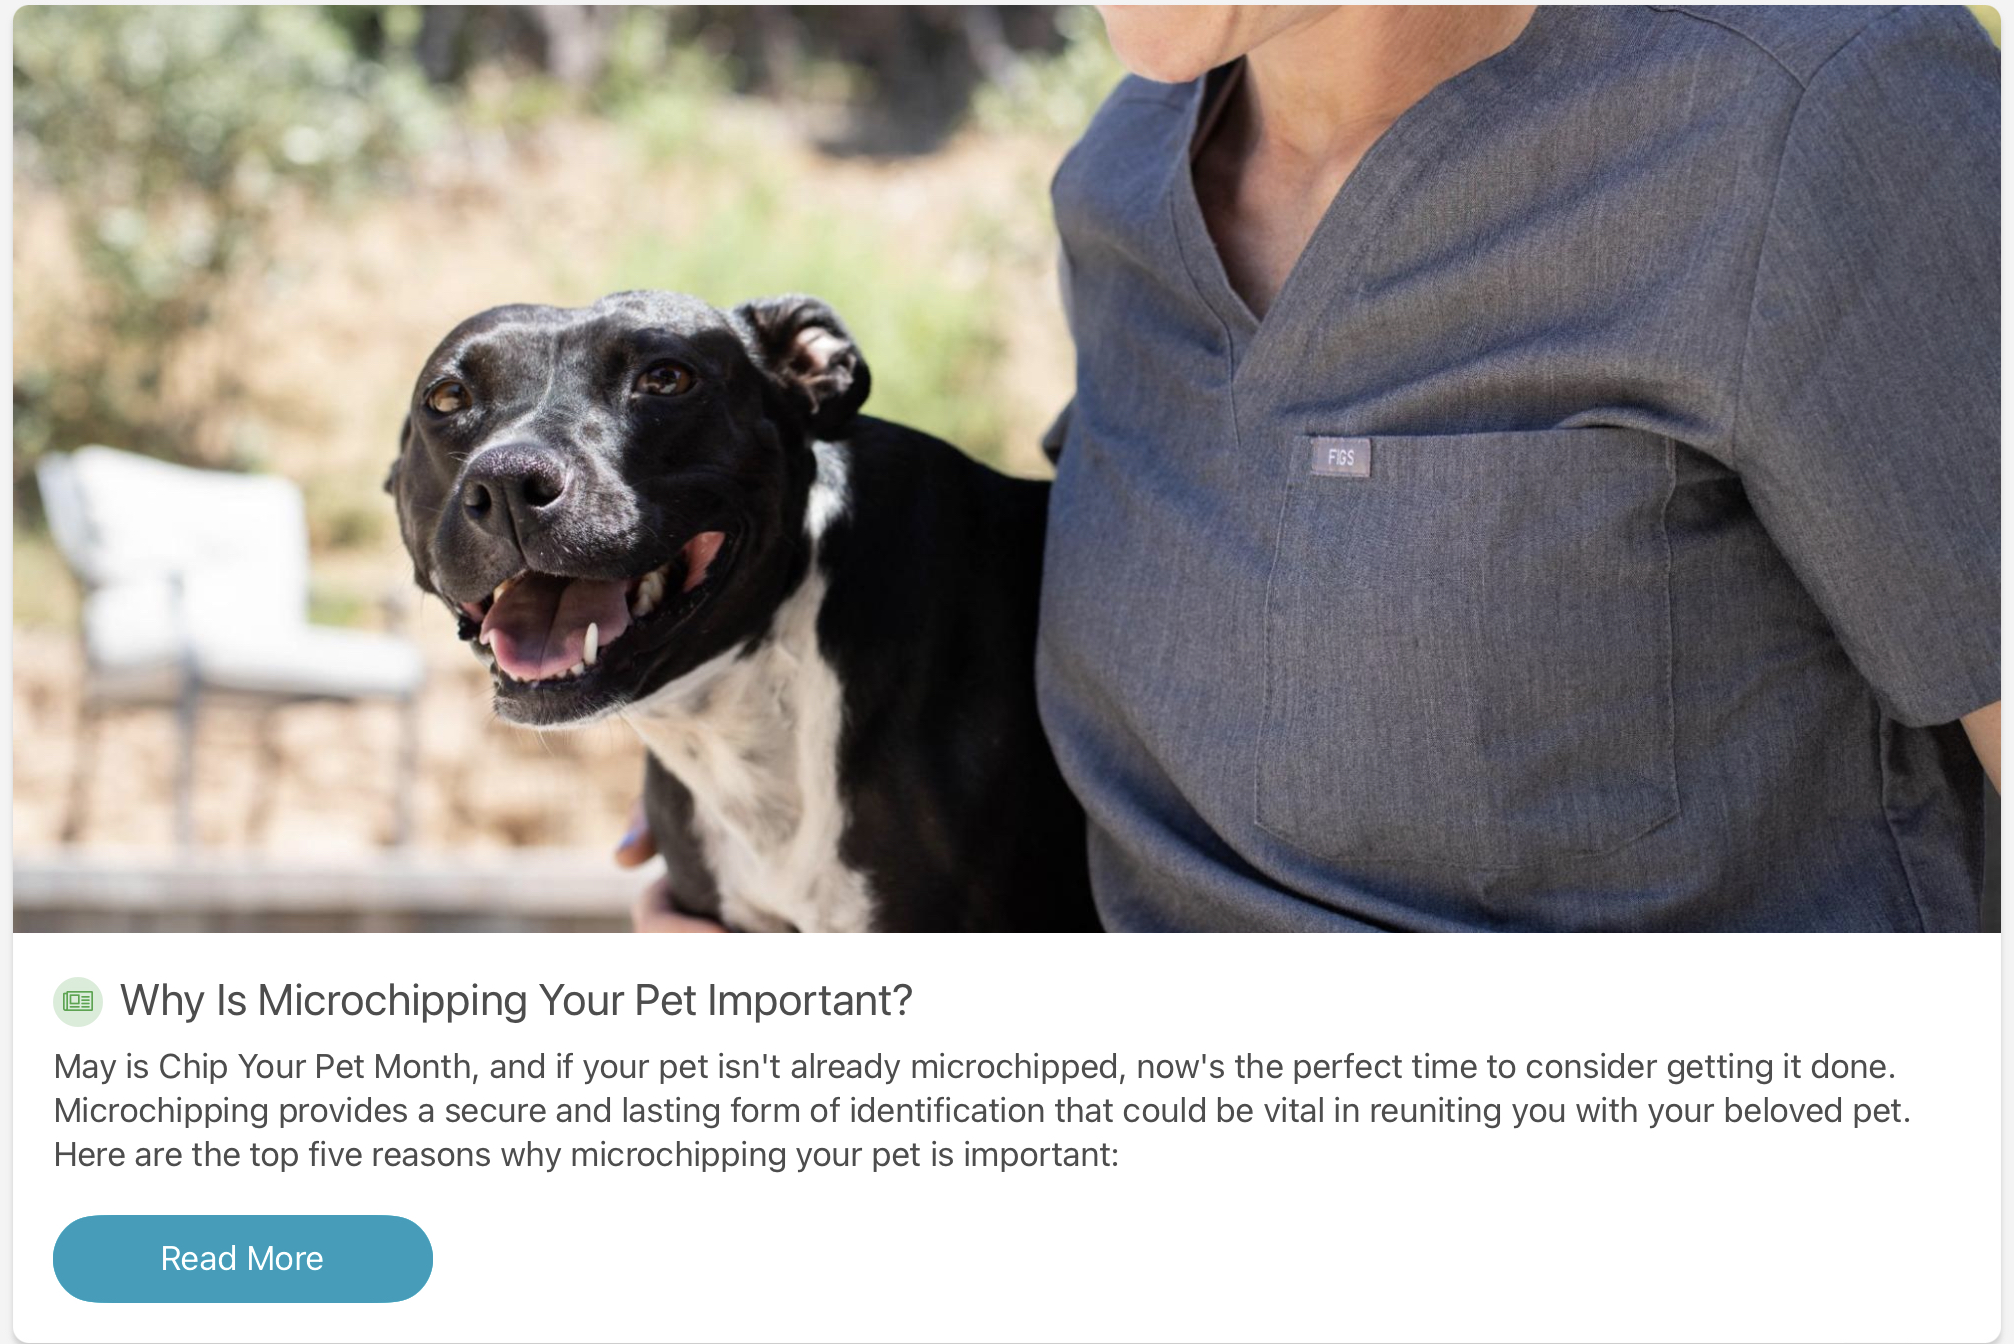 FIGS
Why Is Microchipping Your Pet Important?
May is Chip Your Pet Month, and if your pet isn't already microchipped, now's the perfect time to consider getting it done.
Microchipping provides a secure and lasting form of identification that could be vital in reuniting you with your beloved pet.
Here are the top five reasons why microchipping your pet is important:
Read More